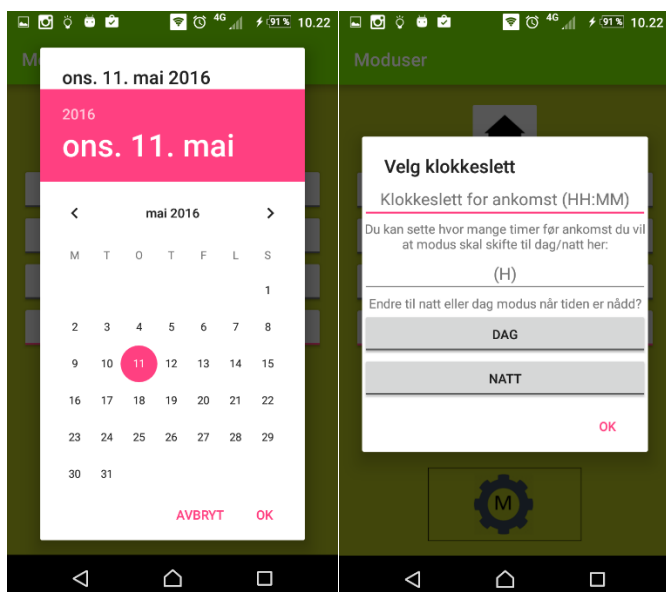 4G 91% 10.22
M
ons. 11. mai 2016
2016
ons. 11. mai
mai 2016
M T O T F L S
1
2 3 4 5 6 7 8
9 10 11 12 13 14 15
16 17 18 19 20 21 22
23 24 25 26 27 28 29
30 31
AVBRYT OK
4G 91% 10.22
Moduser
Velg klokkeslett
Klokkeslett for ankomst (HH:MM)
Du kan sette hvor mange timer før ankomst du vil
at modus skal skifte til dag/natt her:
(H)
Endre til natt eller dag modus når tiden er nådd?
DAG
NATT
OK
M